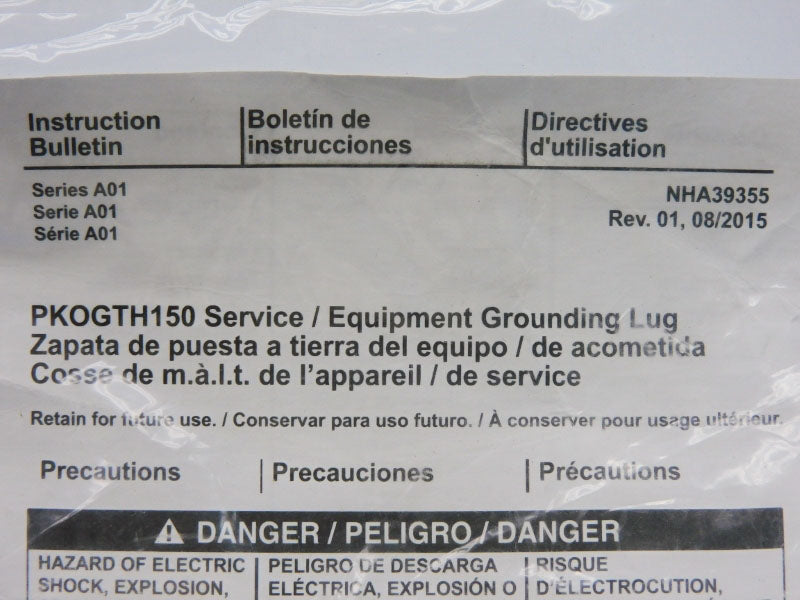 Instruction
Bulletin
Boletín de
instrucciones
Directives
d'utilisation
Series A01
Serie A01
Série A01
NHA39355
Rev. 01, 08/2015
PKOGTH150 Service / Equipment Grounding Lug
Zapata de puesta a tierra del equipo / de acometida
Cosse de m.à.l.t. de l'appareil / de service
Retain for future use. / Conservar para uso futuro. / À conserver pour usage ultérieur.
Precautions
Precauciones
Précautions
⚠ DANGER / PELIGRO / DANGER
HAZARD OF ELECTRIC
SHOCK, EXPLOSION,
PELIGRO DE DESCARGA
ELÉCTRICA, EXPLOSIÓN O
RISQUE
D'ÉLECTROCUTION,